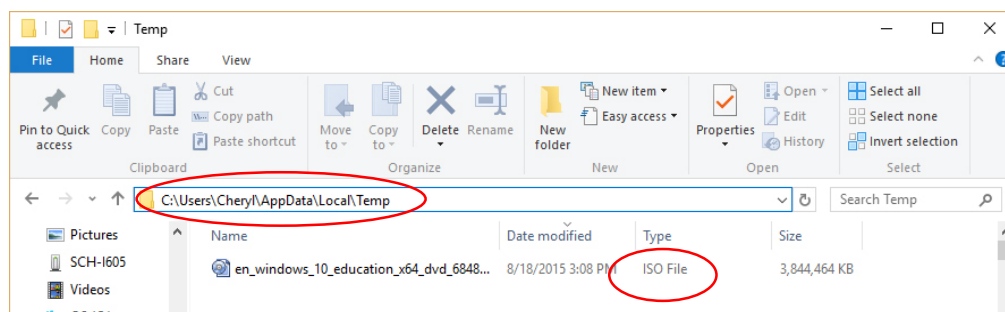 Temp
File Home Share View
Pin to Quick access
Copy
Paste
Cut
Copy path
Paste shortcut
Clipboard
Move to
Copy to
Delete
Rename
Organize
New folder
New item
Easy access
New
Properties
Open
Edit
History
Open
Select all
Select none
Invert selection
Select
C:\Users\Cheryl\AppData\Local\Temp
Search Temp
Pictures
SCH-I605
Videos
Name Date modified Type Size
en_windows_10_education_x64_dvd_6848... 8/18/2015 3:08 PM ISO File 3,844,464 KB